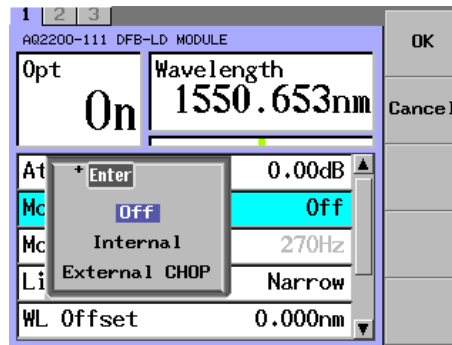 1 2 3
AQ2200-111 DFB-LD MODULE
OK
Opt
On
Wavelength
1550.653nm
Cancel
At
0.00dB
+ Enter
Mo
Off
Off
Mo
Internal
270Hz
Li
External CHOP
Narrow
WL Offset
0.000nm